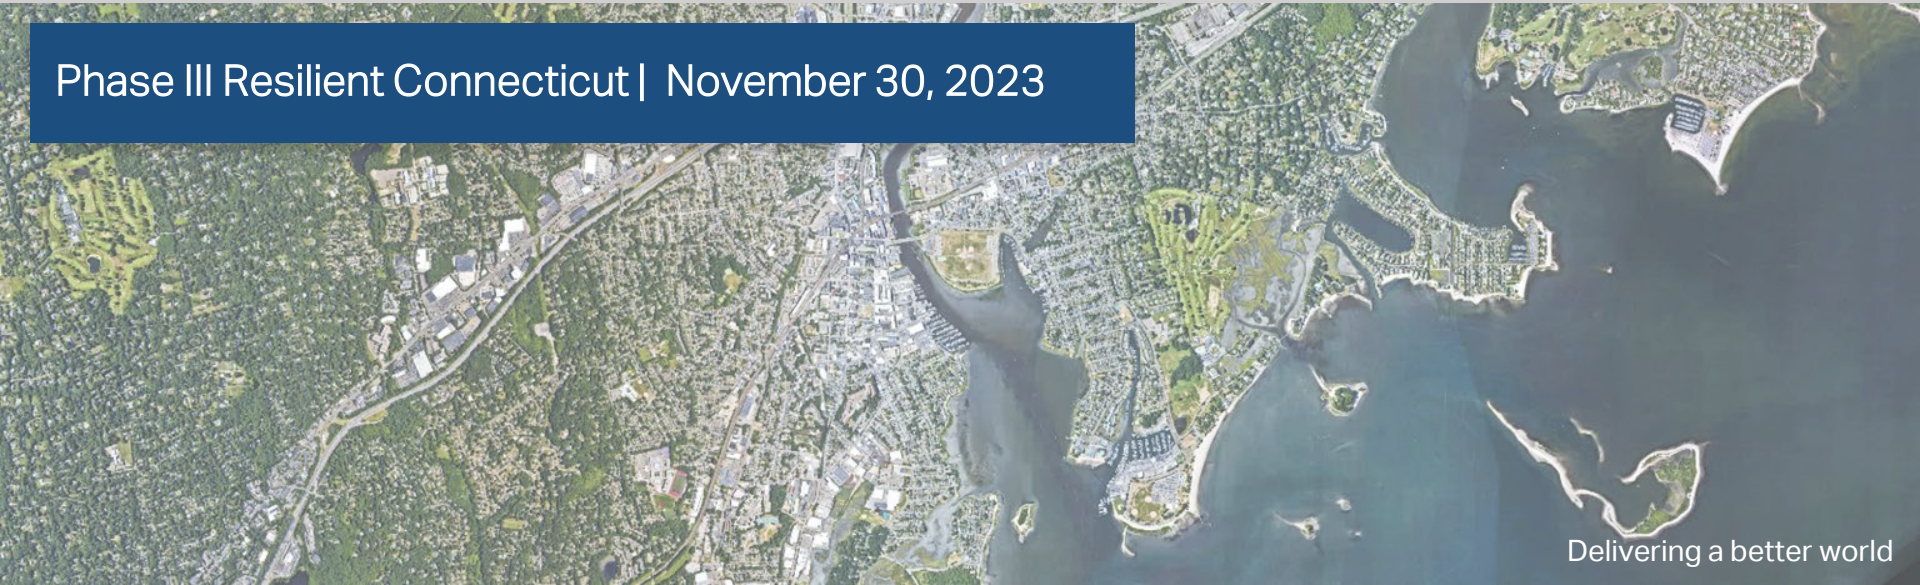 Phase III Resilient Connecticut | November 30, 2023
Delivering a better world